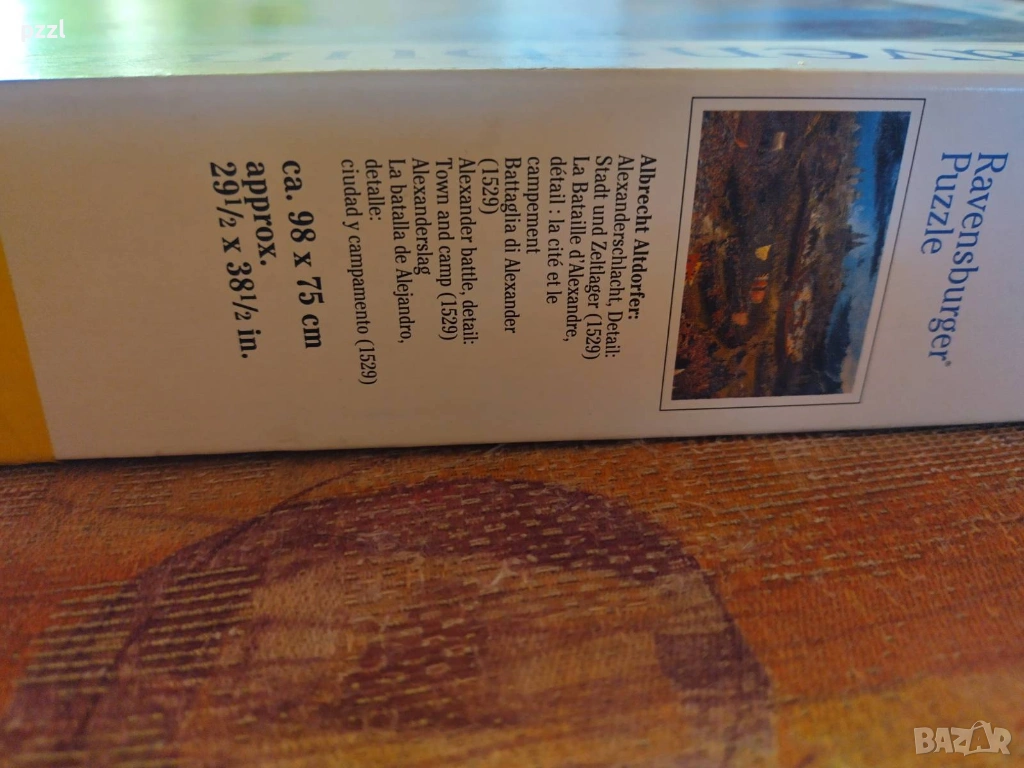 pzzl
Ravensburger®
Puzzle
Albrecht Altdorfer:
Alexanderschlacht, Detail:
Stadt und Zeltlager (1529)
La Bataille d'Alexandre,
détail : la cité et le
campement
Battaglia di Alexander
(1529)
Alexander battle, detail:
Town and camp (1529)
Alexanderslag
La batalla de Alejandro,
detalle:
ciudad y campamento (1529)
ca. 98 x 75 cm
approx.
29½ x 38½ in.
BAZAR